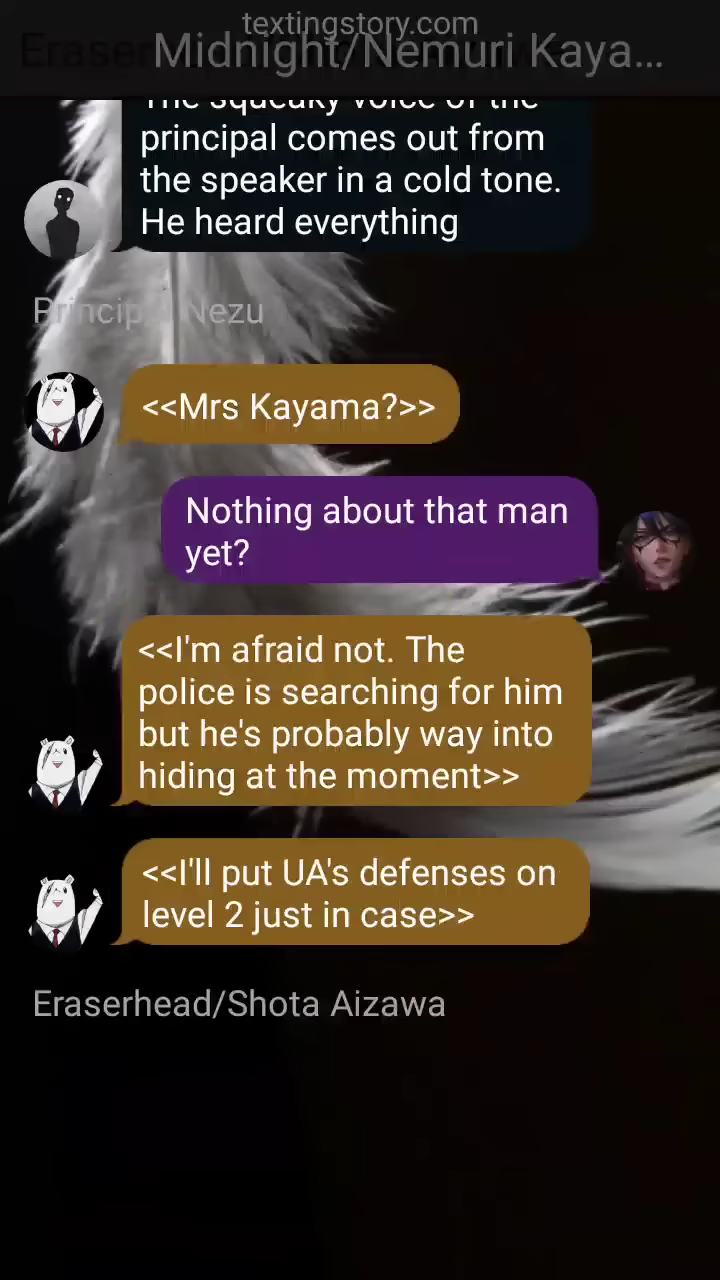 textingstory.com
Midnight/Nemuri Kaya...
The squeaky voice of the
principal comes out from
the speaker in a cold tone.
He heard everything
Principal Nezu
<<Mrs Kayama?>>
Nothing about that man
yet?
<<I'm afraid not. The
police is searching for him
but he's probably way into
hiding at the moment>>
<<I'll put UA's defenses on
level 2 just in case>>
Eraserhead/Shota Aizawa